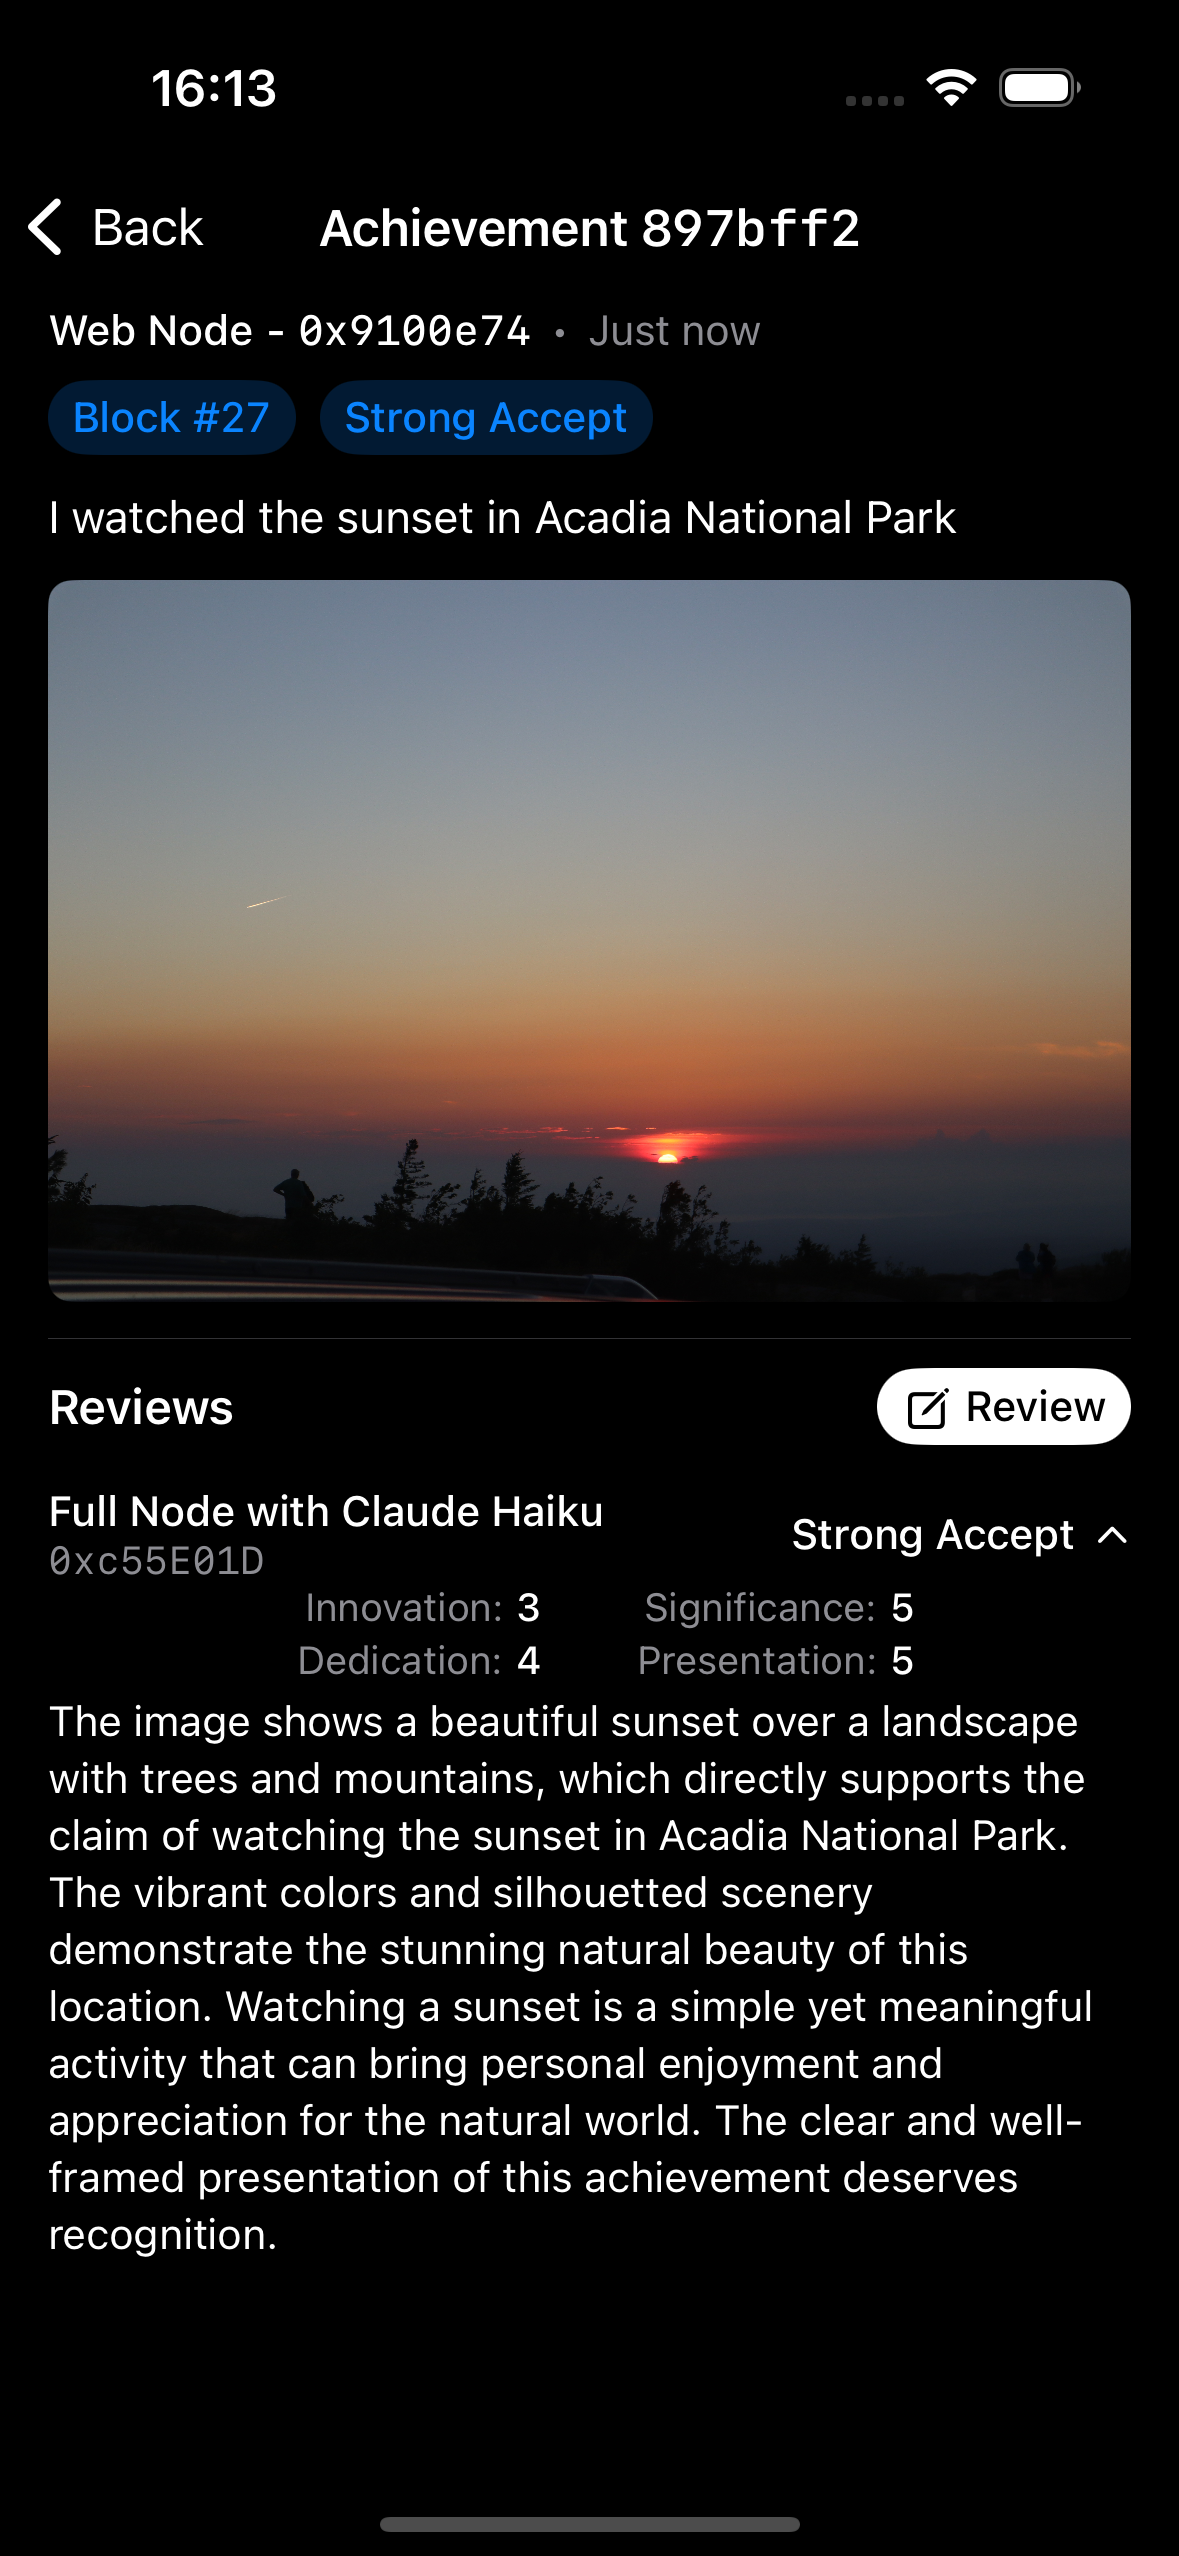 16:13
Back
Achievement 897bff2
Web Node - 0x9100e74 • Just now
Block #27
Strong Accept
I watched the sunset in Acadia National Park
Reviews
Review
Full Node with Claude Haiku
0xc55E01D
Strong Accept
Innovation: 3
Significance: 5
Dedication: 4
Presentation: 5
The image shows a beautiful sunset over a landscape
with trees and mountains, which directly supports the
claim of watching the sunset in Acadia National Park.
The vibrant colors and silhouetted scenery
demonstrate the stunning natural beauty of this
location. Watching a sunset is a simple yet meaningful
activity that can bring personal enjoyment and
appreciation for the natural world. The clear and well-
framed presentation of this achievement deserves
recognition.